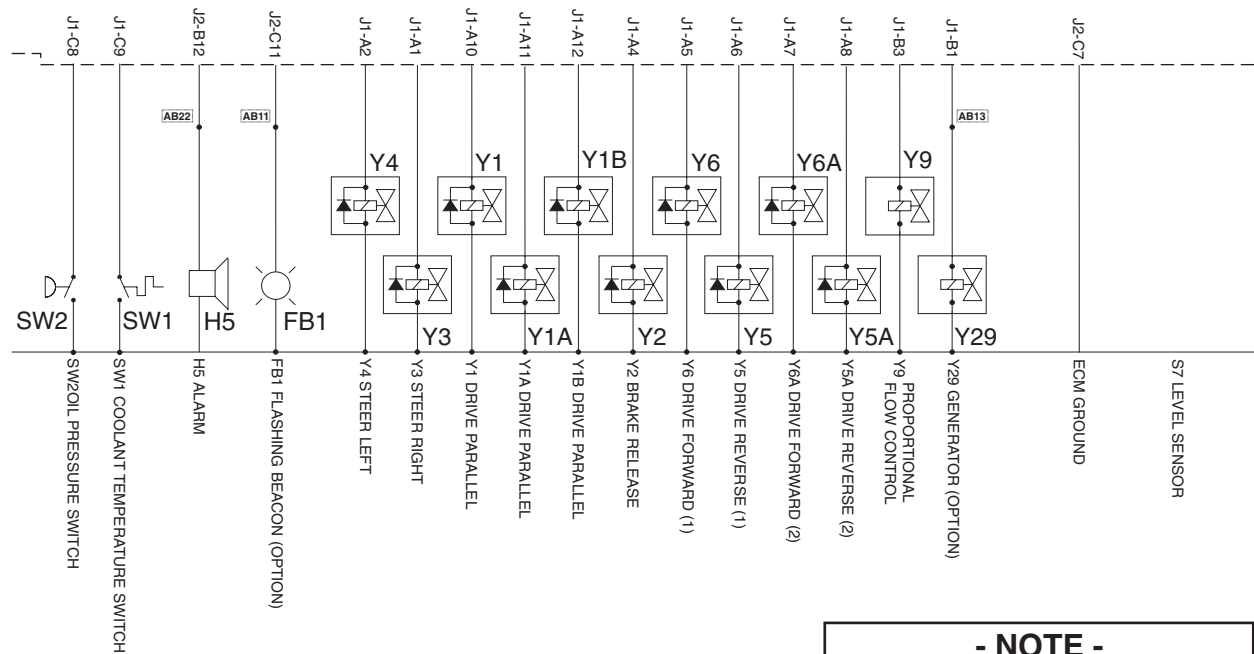 J1-C8
J1-C9
J2-B12
J2-C11
J1-A2
J1-A1
J1-A10
J1-A11
J1-A12
J1-A4
J1-A5
J1-A6
J1-A7
J1-A8
J1-B3
J1-B1
J2-C7
AB22
AB11
AB13
Y4
Y1
Y1B
Y6
Y6A
Y9
SW2
SW1
H5
FB1
Y3
Y1A
Y2
Y5
Y5A
Y29
SW2OIL PRESSURE SWITCH
SW1 COOLANT TEMPERATURE SWITCH
H5 ALARM
FB1 FLASHING BEACON (OPTION)
Y4 STEER LEFT
Y3 STEER RIGHT
Y1 DRIVE PARALLEL
Y1A DRIVE PARALLEL
Y1B DRIVE PARALLEL
Y2 BRAKE RELEASE
Y6 DRIVE FORWARD (1)
Y5 DRIVE REVERSE (1)
Y6A DRIVE FORWARD (2)
Y5A DRIVE REVERSE (2)
Y9 PROPORTIONAL
FLOW CONTROL
Y29 GENERATOR (OPTION)
ECM GROUND
S7 LEVEL SENSOR
- NOTE -